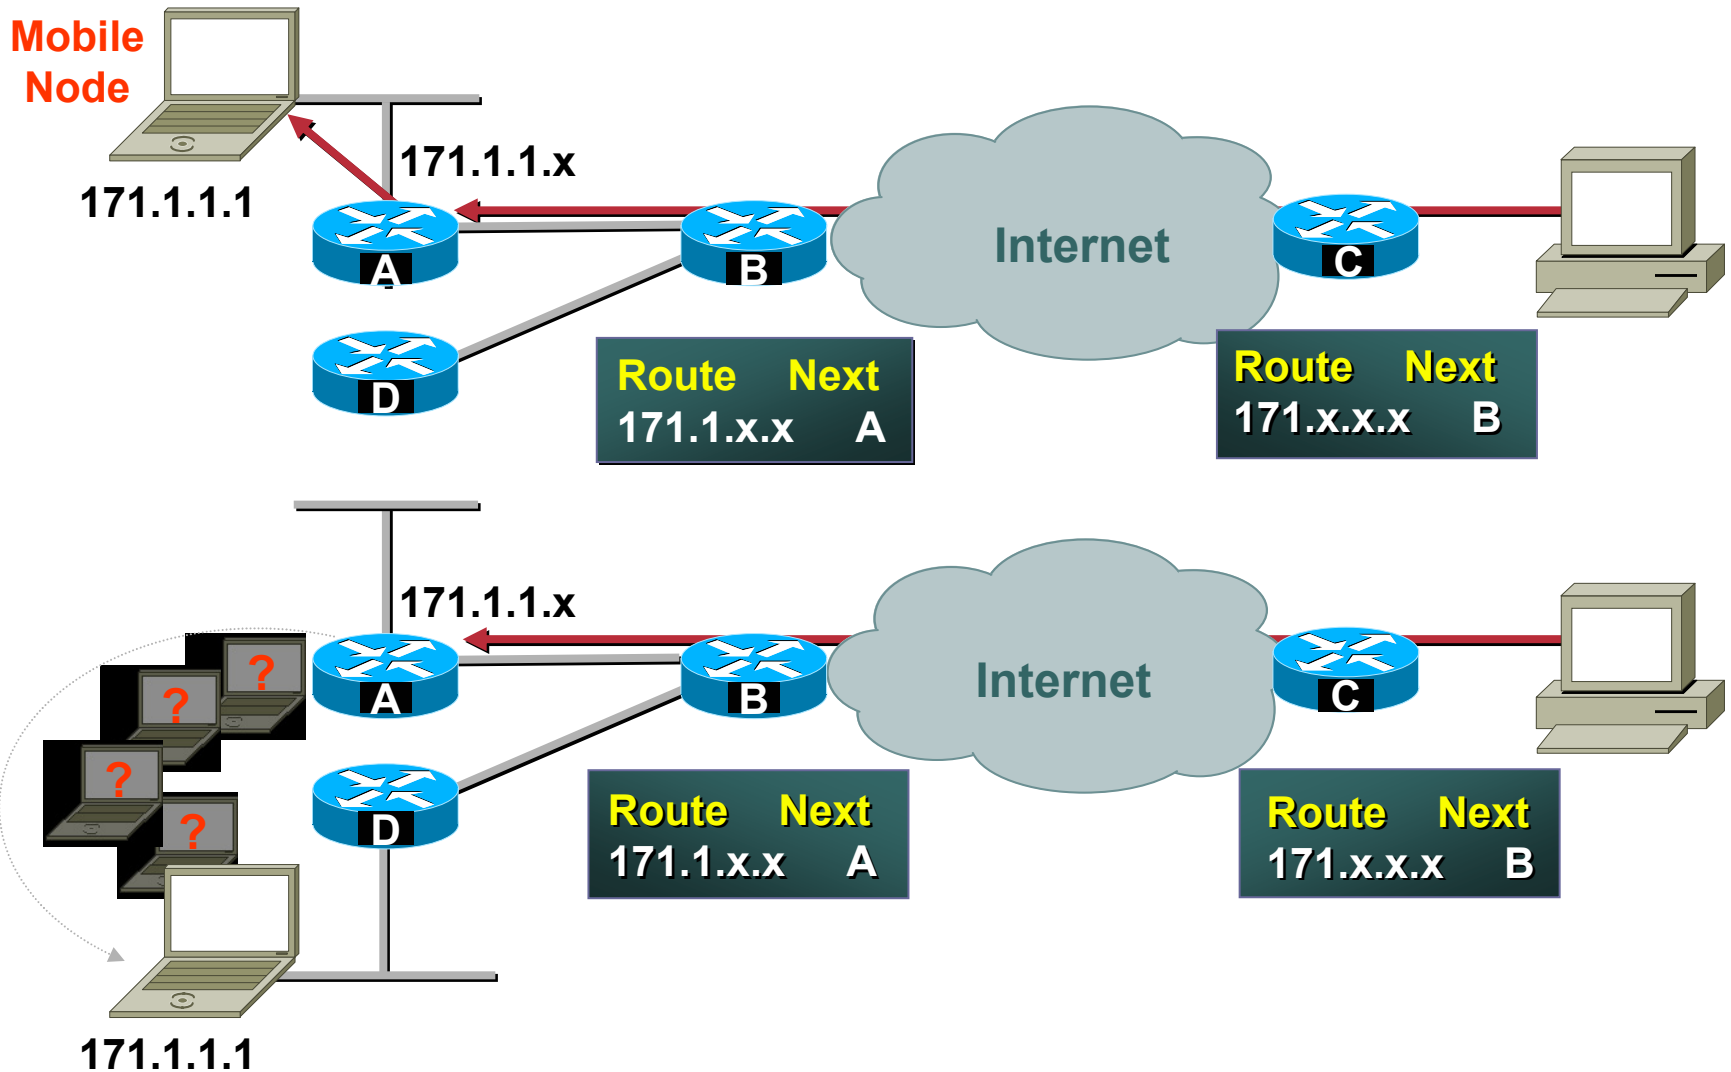 Mobile
Node
171.1.1.x
171.1.1.1
A
B
Internet
C
D
Route Next
171.1.x.x A
Route Next
171.x.x.x B
171.1.1.x
?
?
?
?
A
B
Internet
C
D
Route Next
171.1.x.x A
Route Next
171.x.x.x B
171.1.1.1